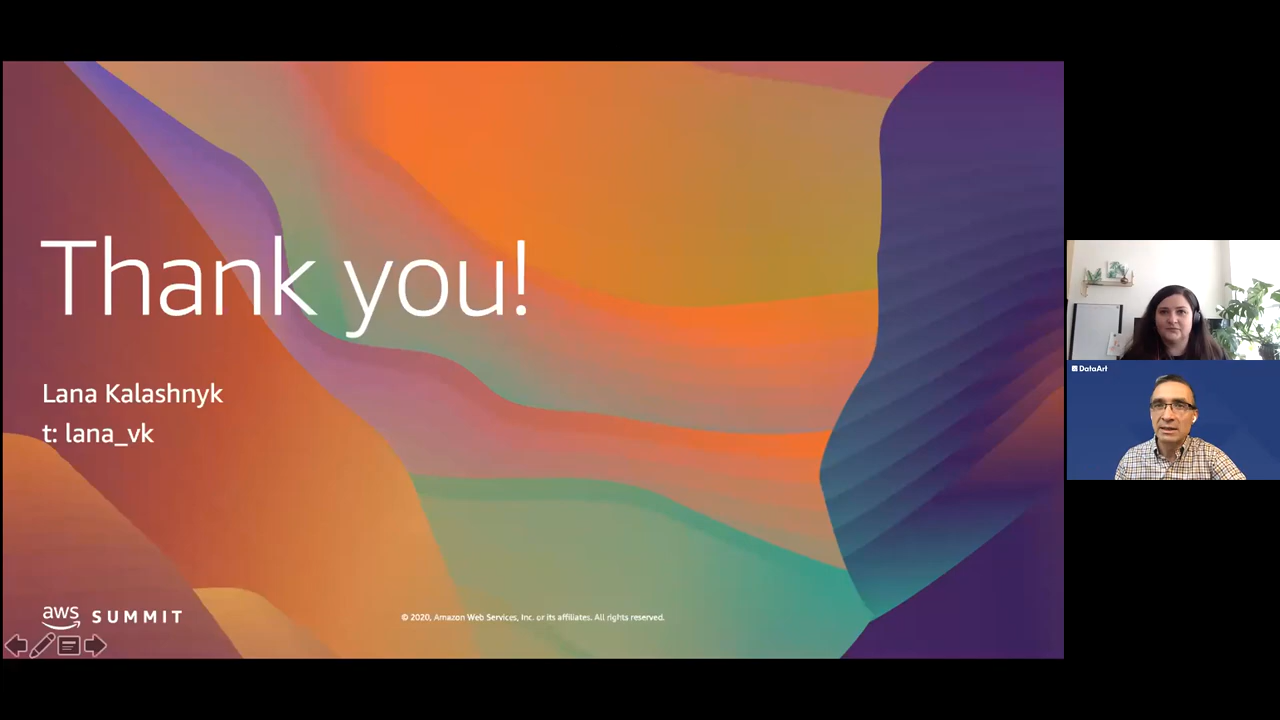 Thank you!
Lana Kalashnyk
t: lana_vk
aws SUMMIT
© 2020, Amazon Web Services, Inc. or its affiliates. All rights reserved.
DataArt